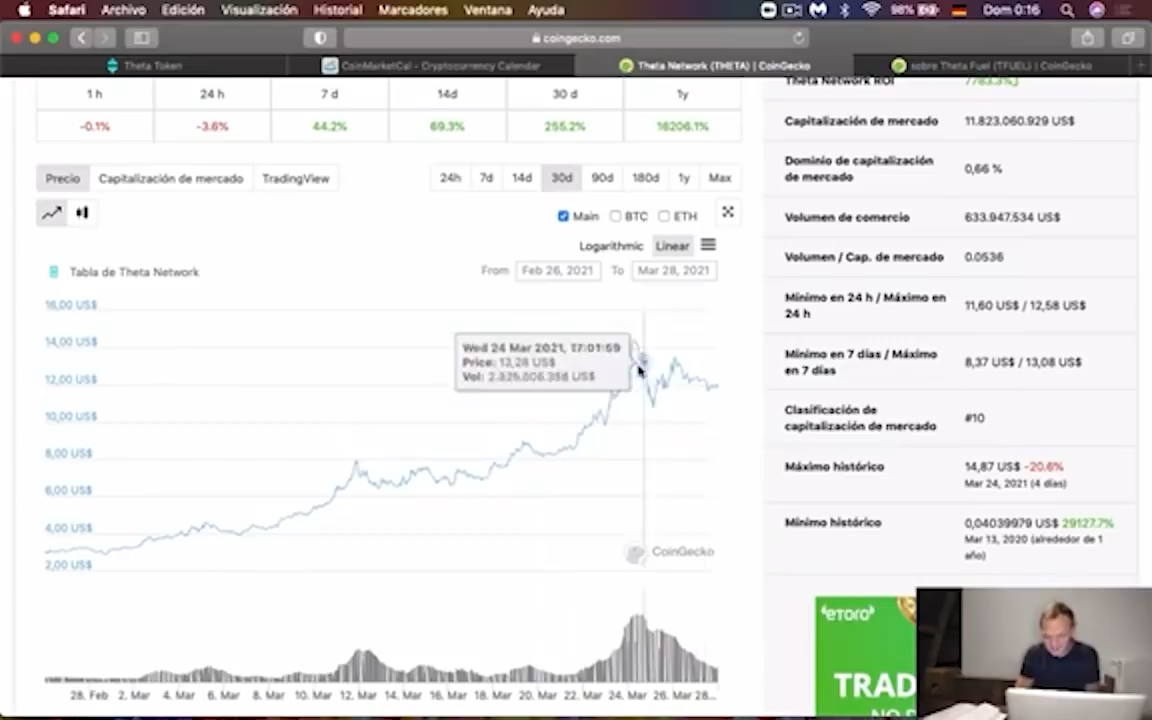 Safari Archivo Edición Visualización Historial Marcadores Ventana Ayuda 98% Dom 0:16
coingecko.com
Theta Token CoinMarketCal - Cryptocurrency Calendar Theta Network (THETA) | CoinGecko sobre Theta Fuel (TFUEL) | CoinGecko
1 h 24 h 7 d 14d 30 d 1y
-0.1% -3.6% 44.2% 69.3% 255.2% 16206.1%
Precio Capitalización de mercado TradingView 24h 7d 14d 30d 90d 180d 1y Max
Main BTC ETH
Logarithmic Linear
Tabla de Theta Network From Feb 26, 2021 To Mar 28, 2021
16,00 US$
14,00 US$
12,00 US$
10,00 US$
8,00 US$
6,00 US$
4,00 US$
2,00 US$
Wed 24 Mar 2021, 17:01:59
Price: 13,28 US$
Vol:
CoinGecko
28. Feb 2. Mar 4. Mar 6. Mar 8. Mar 10. Mar 12. Mar 14. Mar 16. Mar 18. Mar 20. Mar 22. Mar 24. Mar 26. Mar 28...
Theta Network ROI
Capitalización de mercado 11.823.060.929 US$
Dominio de capitalización
de mercado 0,66 %
Volumen de comercio 633.947.534 US$
Volumen / Cap. de mercado 0.0536
Mínimo en 24 h / Máximo en
24 h 11,60 US$ / 12,58 US$
Mínimo en 7 días / Máximo
en 7 días 8,37 US$ / 13,08 US$
Clasificación de
capitalización de mercado #10
Máximo histórico 14,87 US$ -20.6%
Mar 24, 2021 (4 días)
Mínimo histórico 0,04039979 US$ 29127.7%
Mar 13, 2020 (alrededor de 1
año)
eToro
TRAD